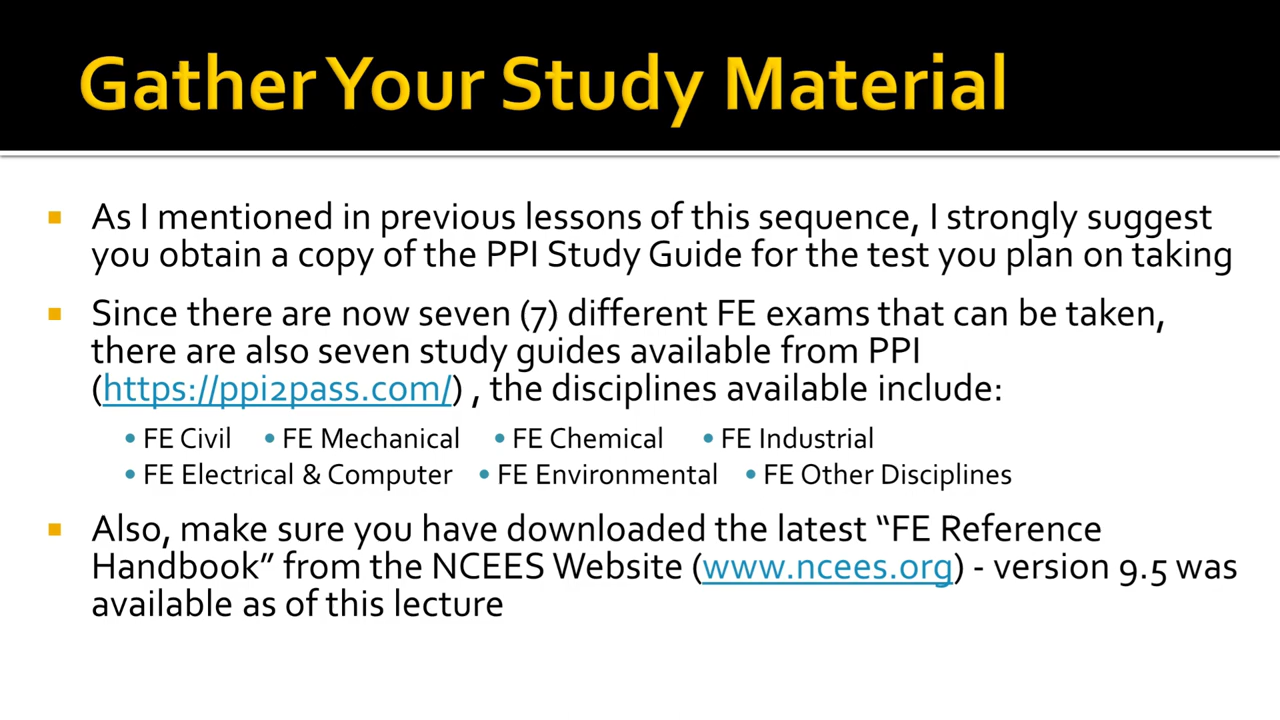 Gather Your Study Material
As I mentioned in previous lessons of this sequence, I strongly suggest
you obtain a copy of the PPI Study Guide for the test you plan on taking
Since there are now seven (7) different FE exams that can be taken,
there are also seven study guides available from PPI
(https://ppi2pass.com/) , the disciplines available include:
• FE Civil • FE Mechanical • FE Chemical • FE Industrial
• FE Electrical & Computer • FE Environmental • FE Other Disciplines
Also, make sure you have downloaded the latest “FE Reference
Handbook” from the NCEES Website (www.ncees.org) - version 9.5 was
available as of this lecture